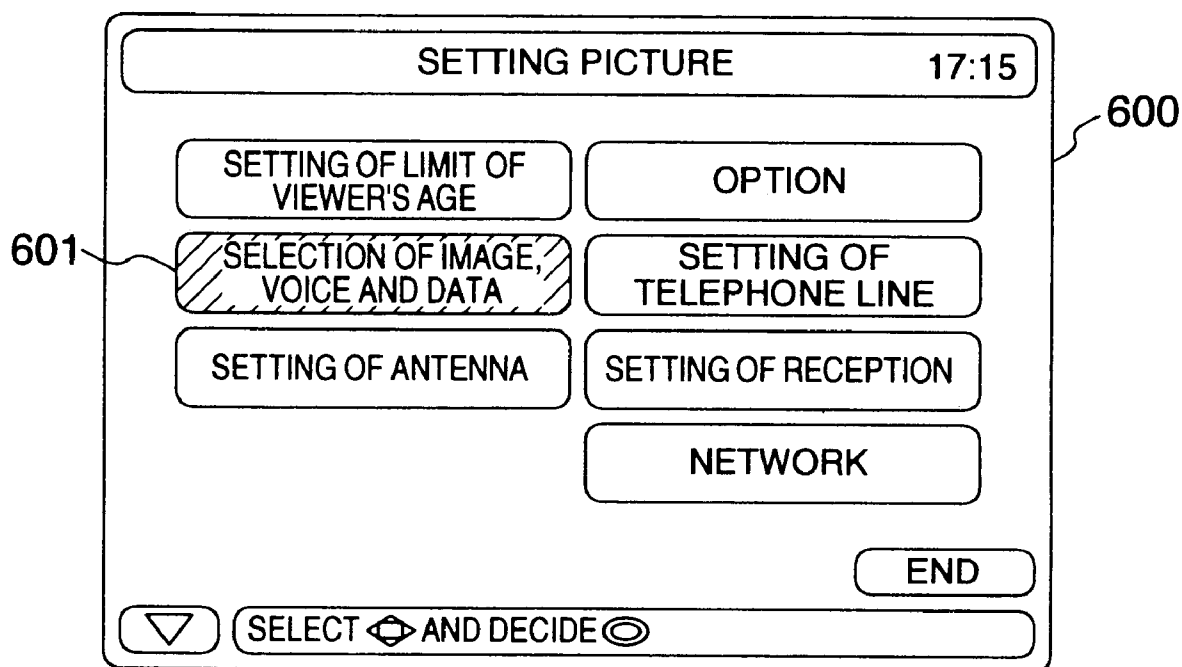 SETTING PICTURE 17:15
600
SETTING OF LIMIT OF
VIEWER'S AGE
OPTION
601
SELECTION OF IMAGE,
VOICE AND DATA
SETTING OF
TELEPHONE LINE
SETTING OF ANTENNA
SETTING OF RECEPTION
NETWORK
END
SELECT AND DECIDE